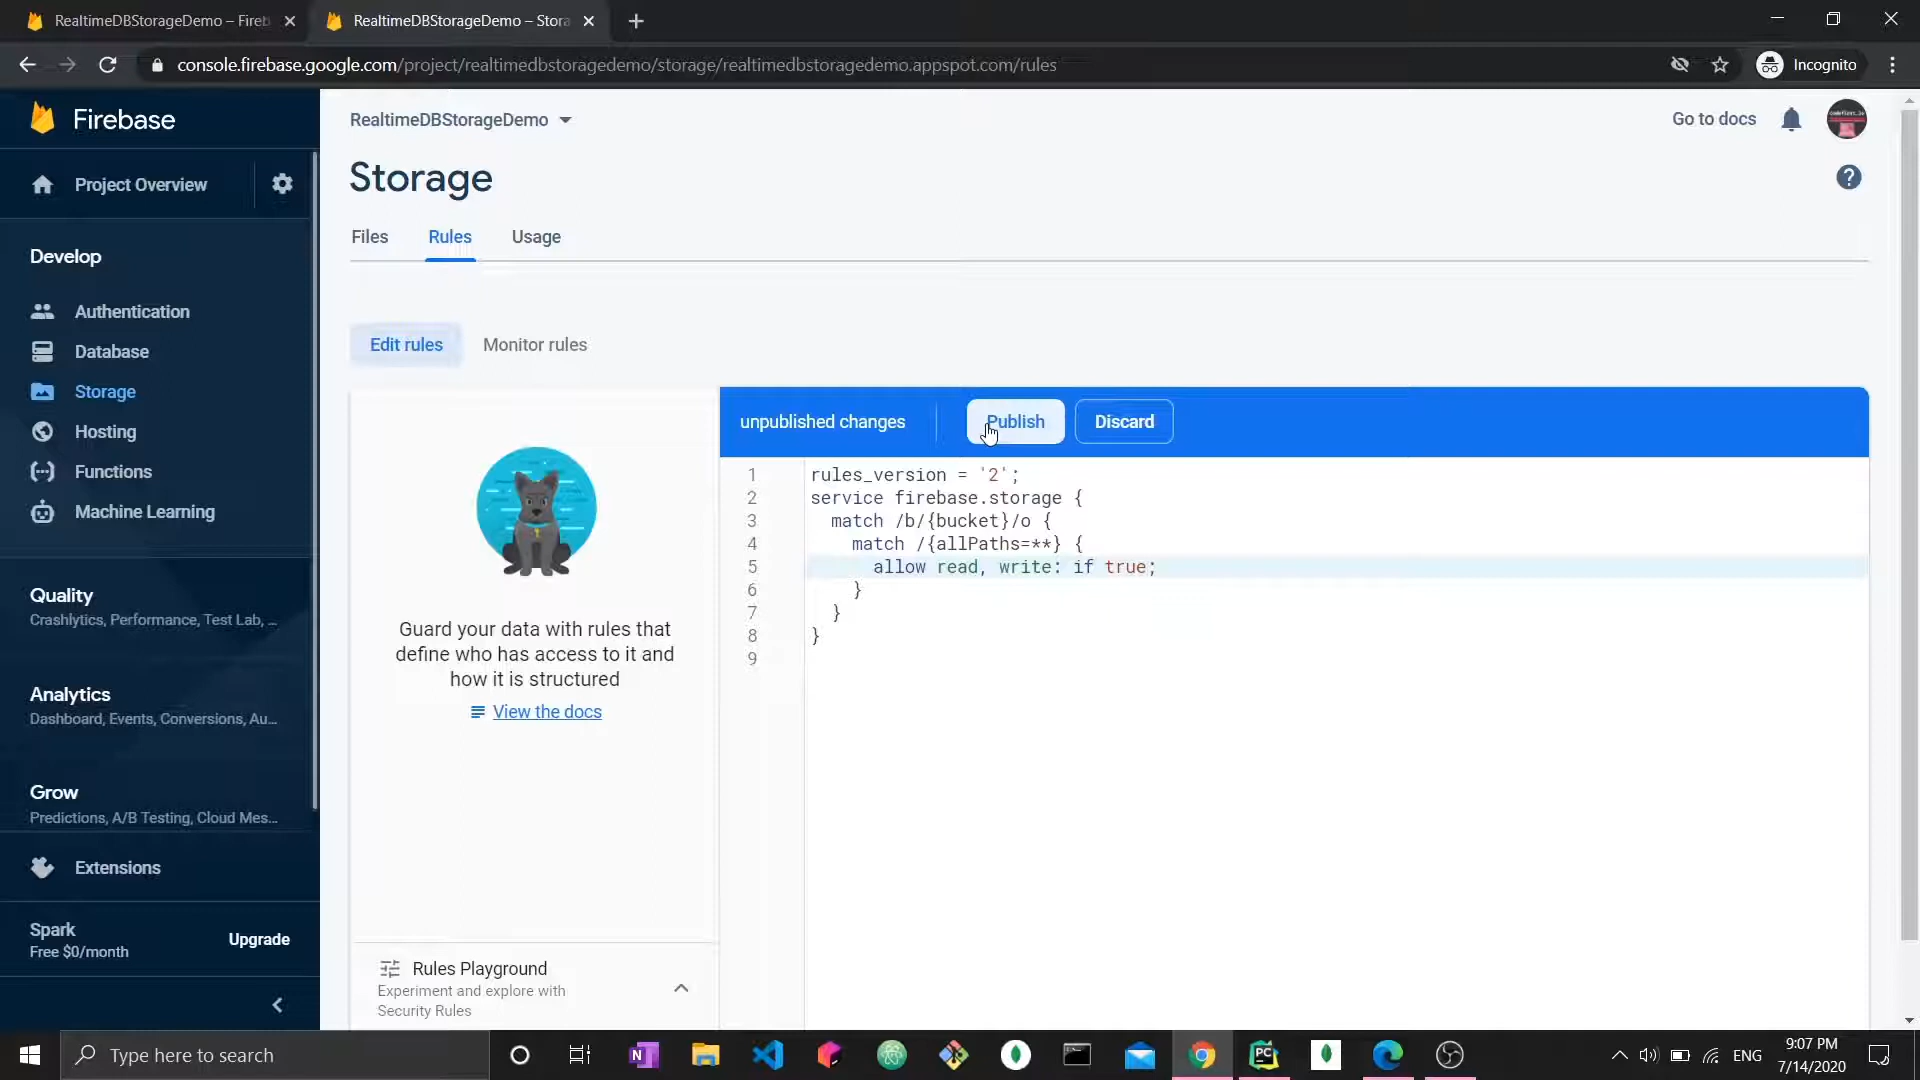 RealtimeDBStorageDemo – Fireb
RealtimeDBStorageDemo – Stora
console.firebase.google.com/project/realtimedbstoragedemo/storage/realtimedbstoragedemo.appspot.com/rules
Incognito
Firebase
RealtimeDBStorageDemo
Go to docs
Project Overview
Storage
Files
Rules
Usage
Develop
Authentication
Database
Storage
Hosting
Functions
Machine Learning
Quality
Crashlytics, Performance, Test Lab, ...
Analytics
Dashboard, Events, Conversions, Au...
Grow
Predictions, A/B Testing, Cloud Mes...
Extensions
Spark
Free $0/month
Upgrade
Edit rules
Monitor rules
Guard your data with rules that
define who has access to it and
how it is structured
View the docs
Rules Playground
Experiment and explore with
Security Rules
unpublished changes
Publish
Discard
1 rules_version = '2';
2 service firebase.storage {
3 match /b/{bucket}/o {
4 match /{allPaths=**} {
5 allow read, write: if true;
6 }
7 }
8 }
9
Type here to search
ENG
9:07 PM
7/14/2020